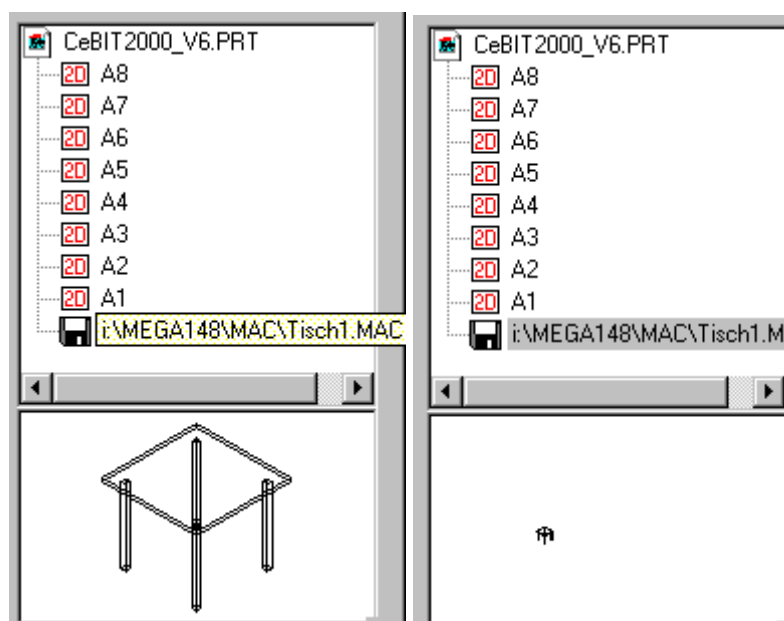 CeBIT2000_V6.PRT
2D A8
2D A7
2D A6
2D A5
2D A4
2D A3
2D A2
2D A1
i:\MEGA148\MAC\Tisch1.MAC
CeBIT2000_V6.PRT
2D A8
2D A7
2D A6
2D A5
2D A4
2D A3
2D A2
2D A1
i:\MEGA148\MAC\Tisch1.M